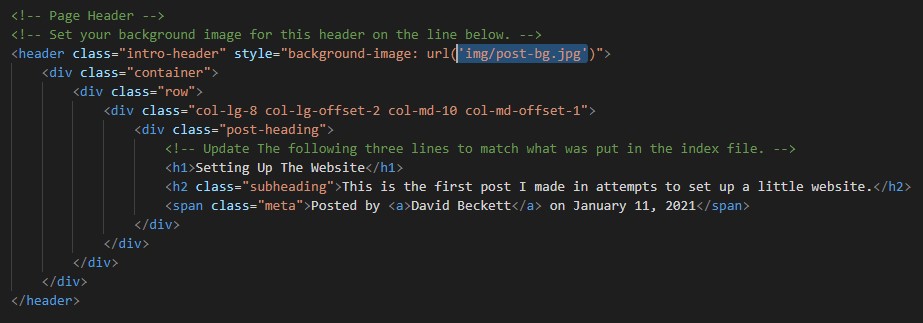 <!-- Page Header -->
<!-- Set your background image for this header on the line below. -->
<header class="intro-header" style="background-image: url('img/post-bg.jpg')">
    <div class="container">
        <div class="row">
            <div class="col-lg-8 col-lg-offset-2 col-md-10 col-md-offset-1">
                <div class="post-heading">
                    <!-- Update The following three lines to match what was put in the index file. -->
                    <h1>Setting Up The Website</h1>
                    <h2 class="subheading">This is the first post I made in attempts to set up a little website.</h2>
                    <span class="meta">Posted by <a>David Beckett</a> on January 11, 2021</span>
                </div>
            </div>
        </div>
    </div>
</header>